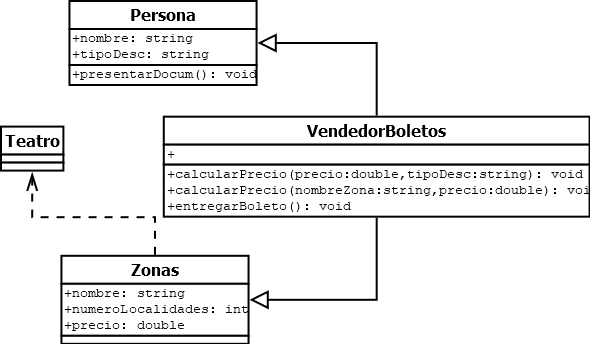 Persona
+nombre: string
+tipoDesc: string
+presentarDocum(): void
Teatro
VendedorBoletos
+
+calcularPrecio(precio:double,tipoDesc:string): void
+calcularPrecio(nombreZona:string,precio:double): voi
+entregarBoleto(): void
Zonas
+nombre: string
+numeroLocalidades: int
+precio: double